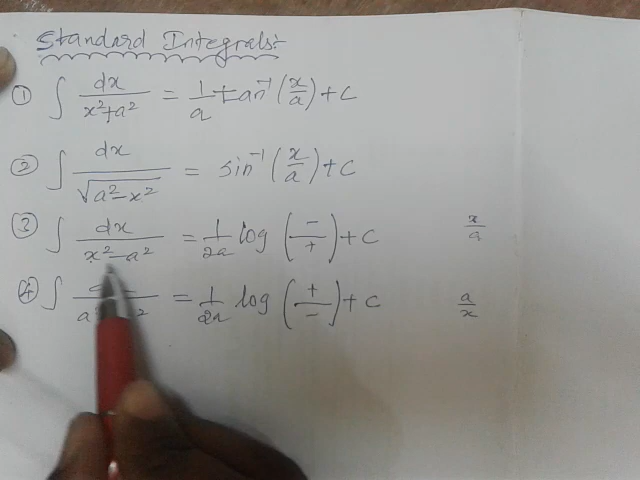 Standard Integrals:-
① ∫ dx/(x²+a²) = 1/a tan⁻¹(x/a)+c
② ∫ dx/√(a²-x²) = sin⁻¹(x/a)+c
③ ∫ dx/(x²-a²) = 1/2a log(-/+)+c x/a
④ ∫ = 1/2a log(+/-)+c a/x